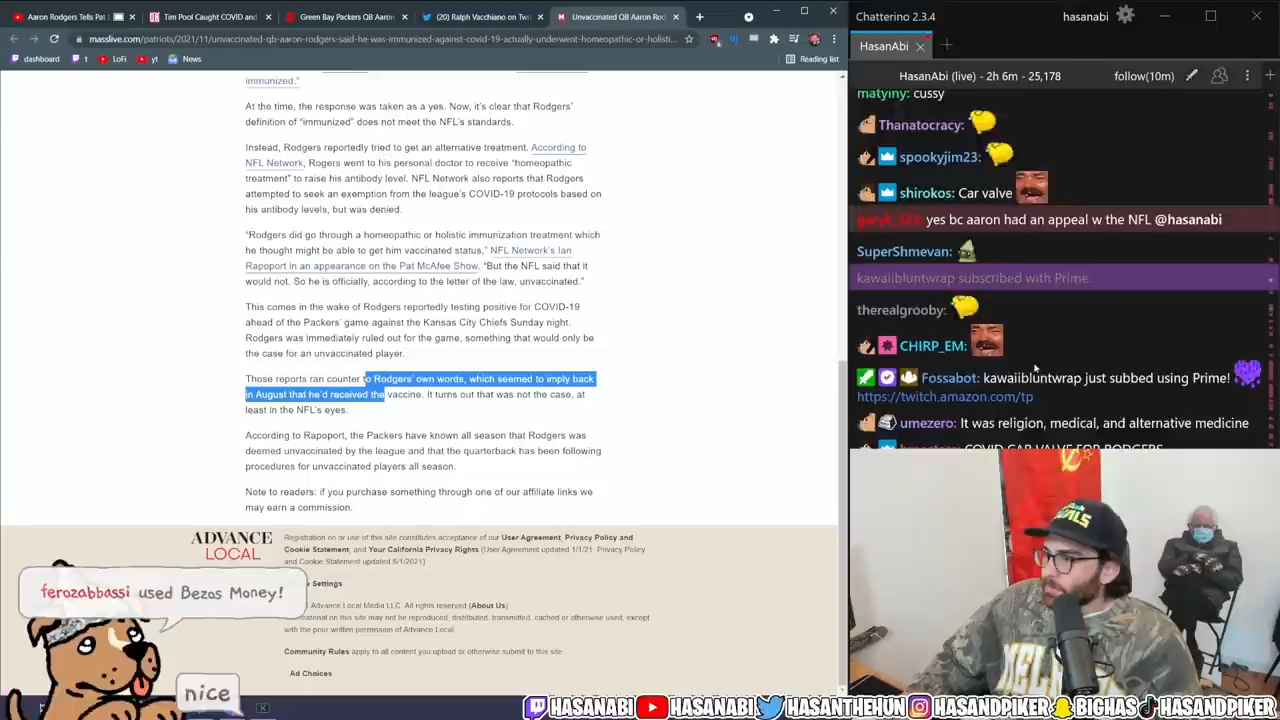 Aaron Rodgers Tells Pat
Tim Pool Caught COVID and
Green Bay Packers QB Aaron
(20) Ralph Vacchiano on Twi
Unvaccinated QB Aaron Rod
masslive.com/patriots/2021/11/unvaccinated-qb-aaron-rodgers-said-he-was-immunized-against-covid-19-actually-underwent-homeopathic-or-holisti...
dashboard
t
LoFi
yt
News
Reading list
immunized."
At the time, the response was taken as a yes. Now, it's clear that Rodgers'
definition of "immunized" does not meet the NFL's standards.
Instead, Rodgers reportedly tried to get an alternative treatment. According to
NFL Network, Rogers went to his personal doctor to receive "homeopathic
treatment" to raise his antibody level. NFL Network also reports that Rodgers
attempted to seek an exemption from the league's COVID-19 protocols based on
his antibody levels, but was denied.
"Rodgers did go through a homeopathic or holistic immunization treatment which
he thought might be able to get him vaccinated status," NFL Network's Ian
Rapoport in an appearance on the Pat McAfee Show. "But the NFL said that it
would not. So he is officially, according to the letter of the law, unvaccinated."
This comes in the wake of Rodgers reportedly testing positive for COVID-19
ahead of the Packers' game against the Kansas City Chiefs Sunday night.
Rodgers was immediately ruled out for the game, something that would only be
the case for an unvaccinated player.
Those reports ran counter to Rodgers' own words, which seemed to imply back
in August that he'd received the vaccine. It turns out that was not the case, at
least in the NFL's eyes.
According to Rapoport, the Packers have known all season that Rodgers was
deemed unvaccinated by the league and that the quarterback has been following
procedures for unvaccinated players all season.
Note to readers: if you purchase something through one of our affiliate links we
may earn a commission.
ADVANCE
LOCAL
Registration on or use of this site constitutes acceptance of our User Agreement, Privacy Policy and
Cookie Statement, and Your California Privacy Rights (User Agreement updated 1/1/21. Privacy Policy
and Cookie Statement updated 5/1/2021)
Settings
Advance Local Media LLC. All rights reserved (About Us)
material on this site may not be reproduced, distributed, transmitted, cached or otherwise used, except
with the prior written permission of Advance Local
Community Rules apply to all content you upload or otherwise submit to this site.
Ad Choices
ferozabbassi used Bezos Money!
nice
Chatterino 2.3.4
hasanabi
HasanAbi
HasanAbi (live) - 2h 6m - 25,178
follow(10m)
matyiny: cussy
Thanatocracy:
spookyjim23:
shirokos: Car valve
yes bc aaron had an appeal w the NFL @hasanabi
SuperShmevan:
kawaiibluntwrap subscribed with Prime.
therealgrooby:
CHIRP_EM:
Fossabot: kawaiibluntwrap just subbed using Prime!
https://twitch.amazon.com/tp
umezero: It was religion, medical, and alternative medicine
COVID CAR VALVE FOR RODGERS
HASANABI
HASANABI
HASANTHEHUN
HASANDPIKER
BIGHAS
HASANDPIKER